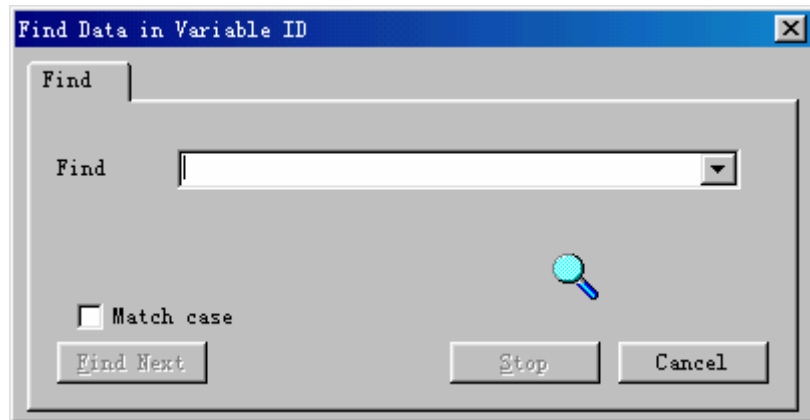 Find Data in Variable ID
Find
Find
Match case
Find Next Stop Cancel